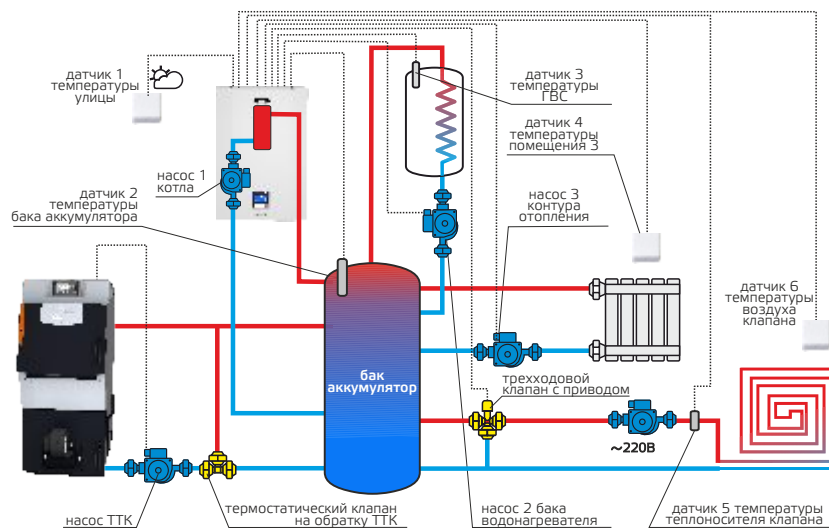 датчик 1
температуры
улицы
датчик 3
температуры
ГВС
датчик 4
температуры
помещения 3
насос 1
котла
датчик 2
температуры
бака аккумулятора
насос 3
контура
отопления
датчик 6
температуры
воздуха
клапана
бак
аккумулятор
трехходовой
клапан с приводом
~220В
насос ТТК
термостатический клапан
на обратку ТТК
насос 2 бака
водонагревателя
датчик 5 температуры
теплоносителя клапана